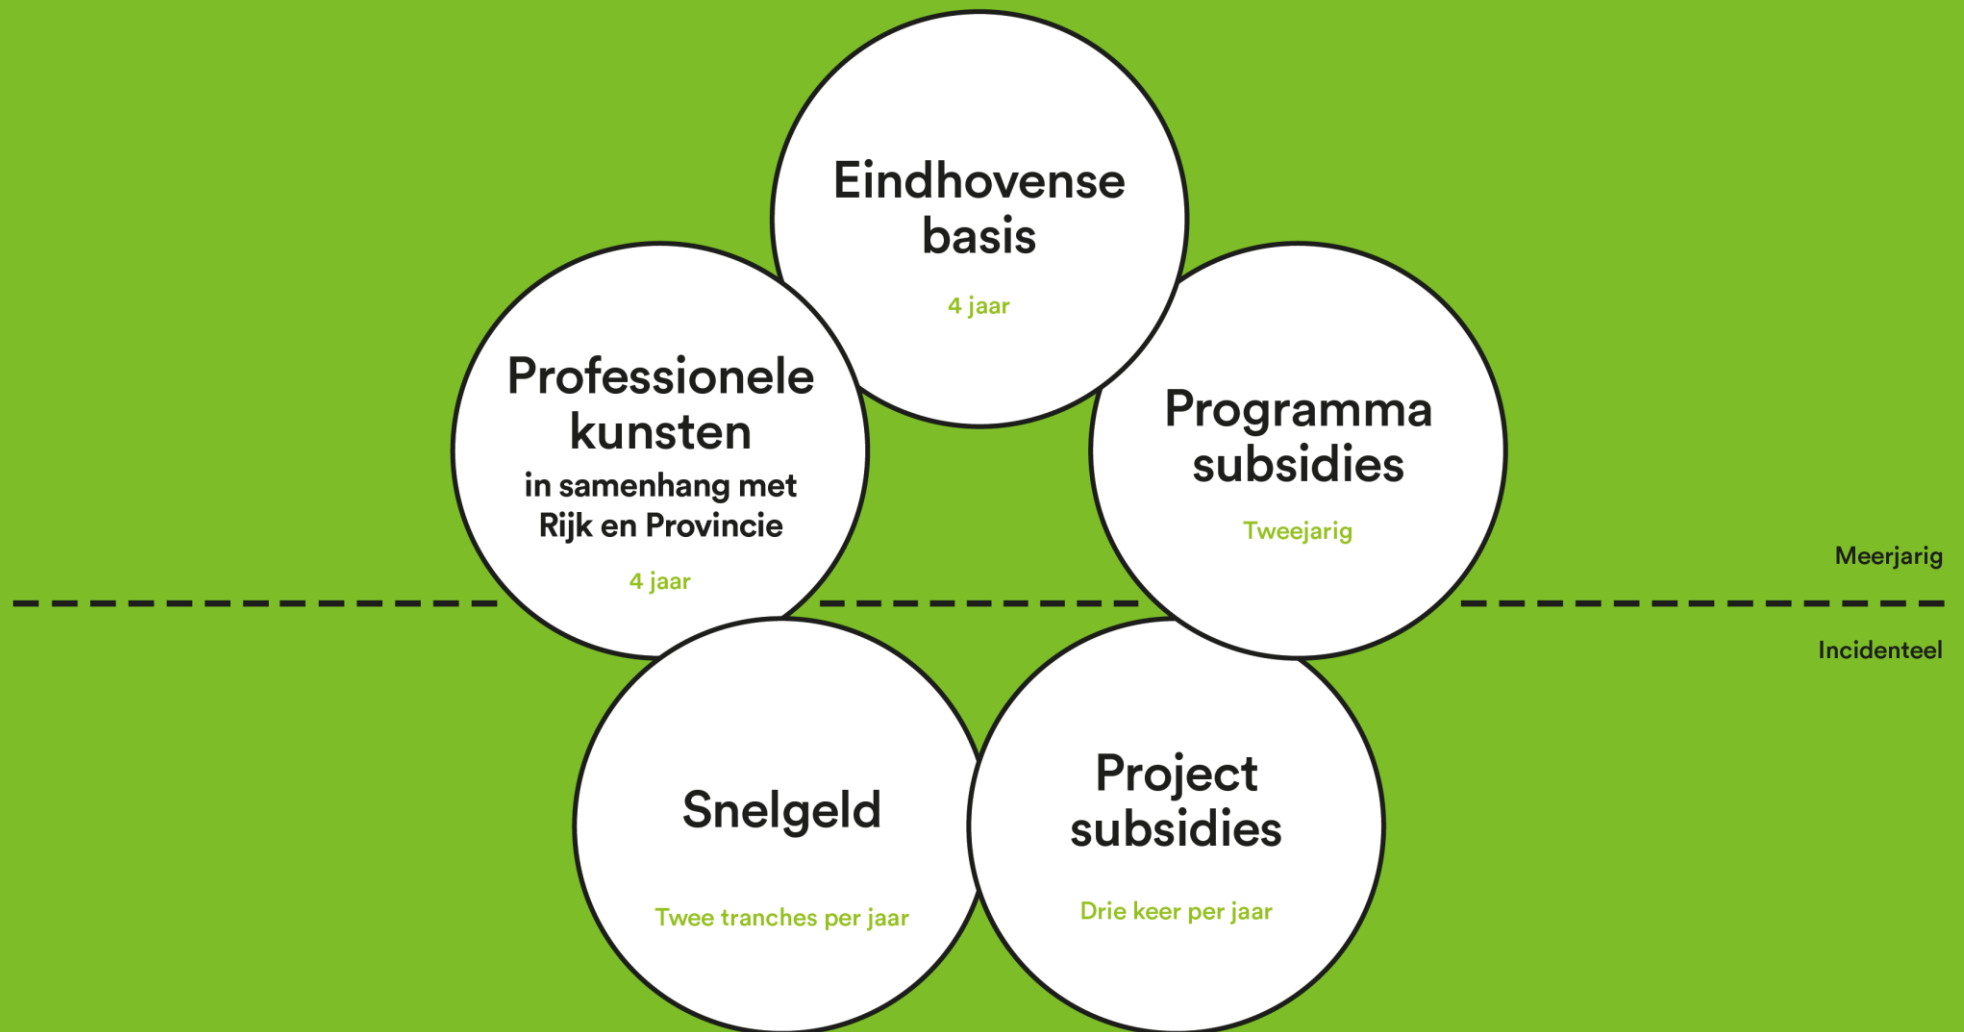 Eindhovense
basis
4 jaar
Professionele
kunsten
in samenhang met
Rijk en Provincie
4 jaar
Programma
subsidies
Tweejarig
Meerjarig
Incidenteel
Snelgeld
Twee tranches per jaar
Project
subsidies
Drie keer per jaar